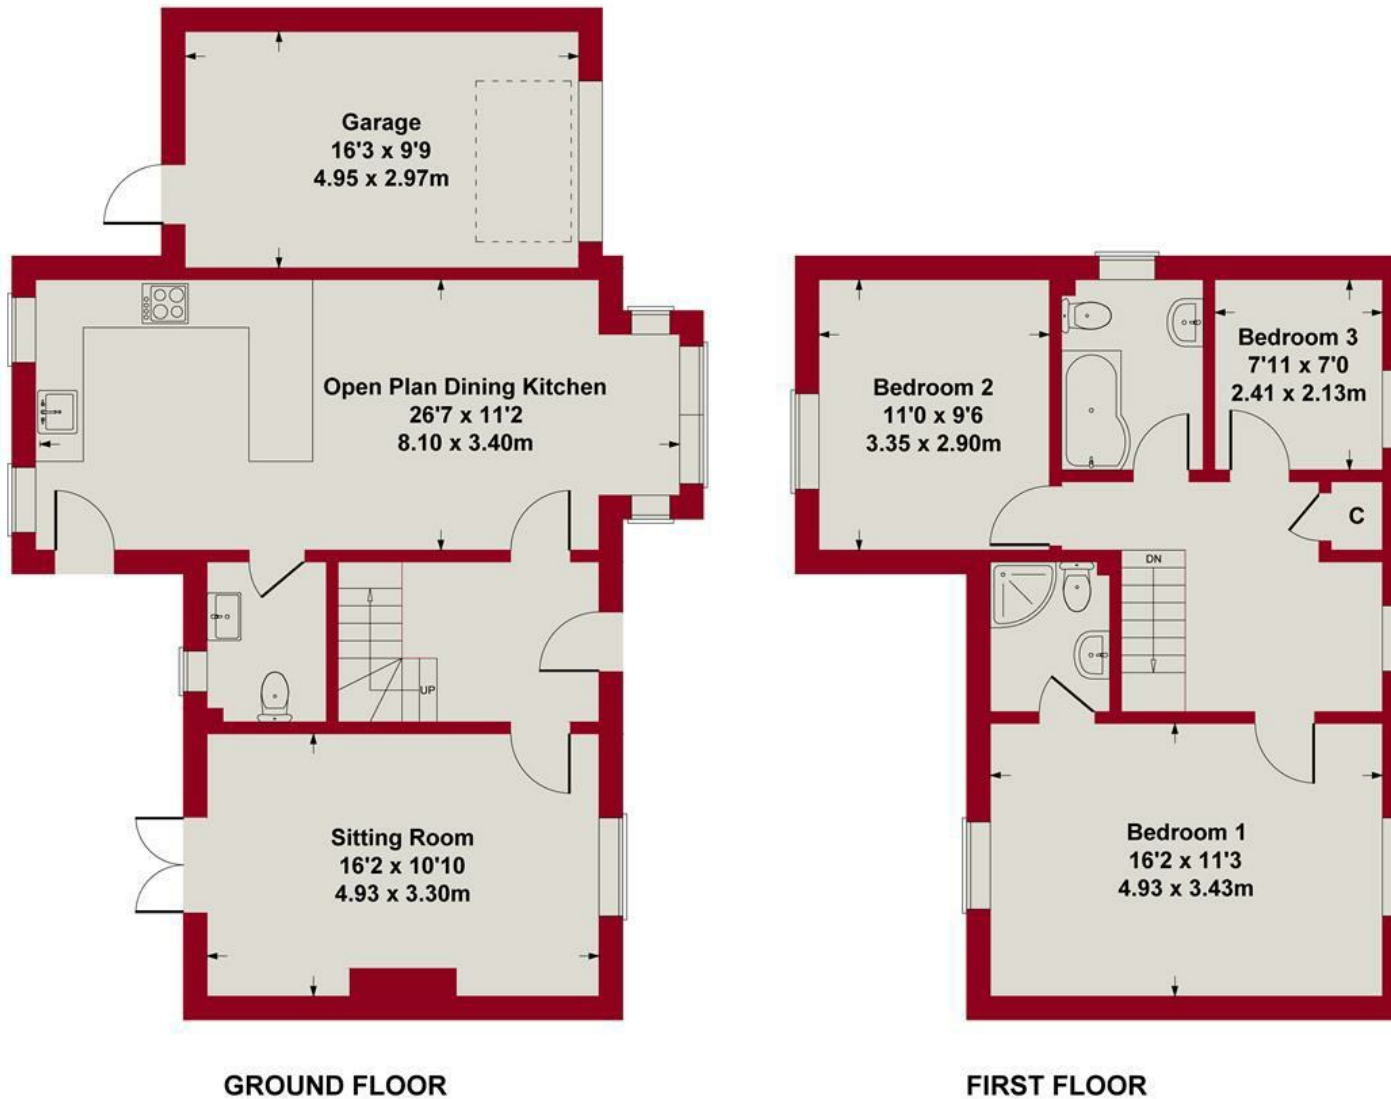 Garage
16'3 x 9'9
4.95 x 2.97m
Open Plan Dining Kitchen
26'7 x 11'2
8.10 x 3.40m
UP
Sitting Room
16'2 x 10'10
4.93 x 3.30m
GROUND FLOOR
Bedroom 2
11'0 x 9'6
3.35 x 2.90m
Bedroom 3
7'11 x 7'0
2.41 x 2.13m
C
DN
Bedroom 1
16'2 x 11'3
4.93 x 3.43m
FIRST FLOOR